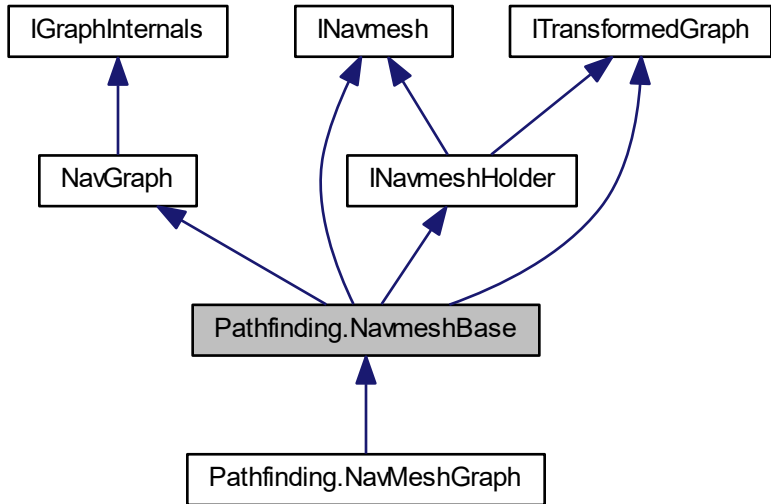 IGraphInternals
INavmesh
ITransformedGraph
NavGraph
INavmeshHolder
Pathfinding.NavmeshBase
Pathfinding.NavMeshGraph